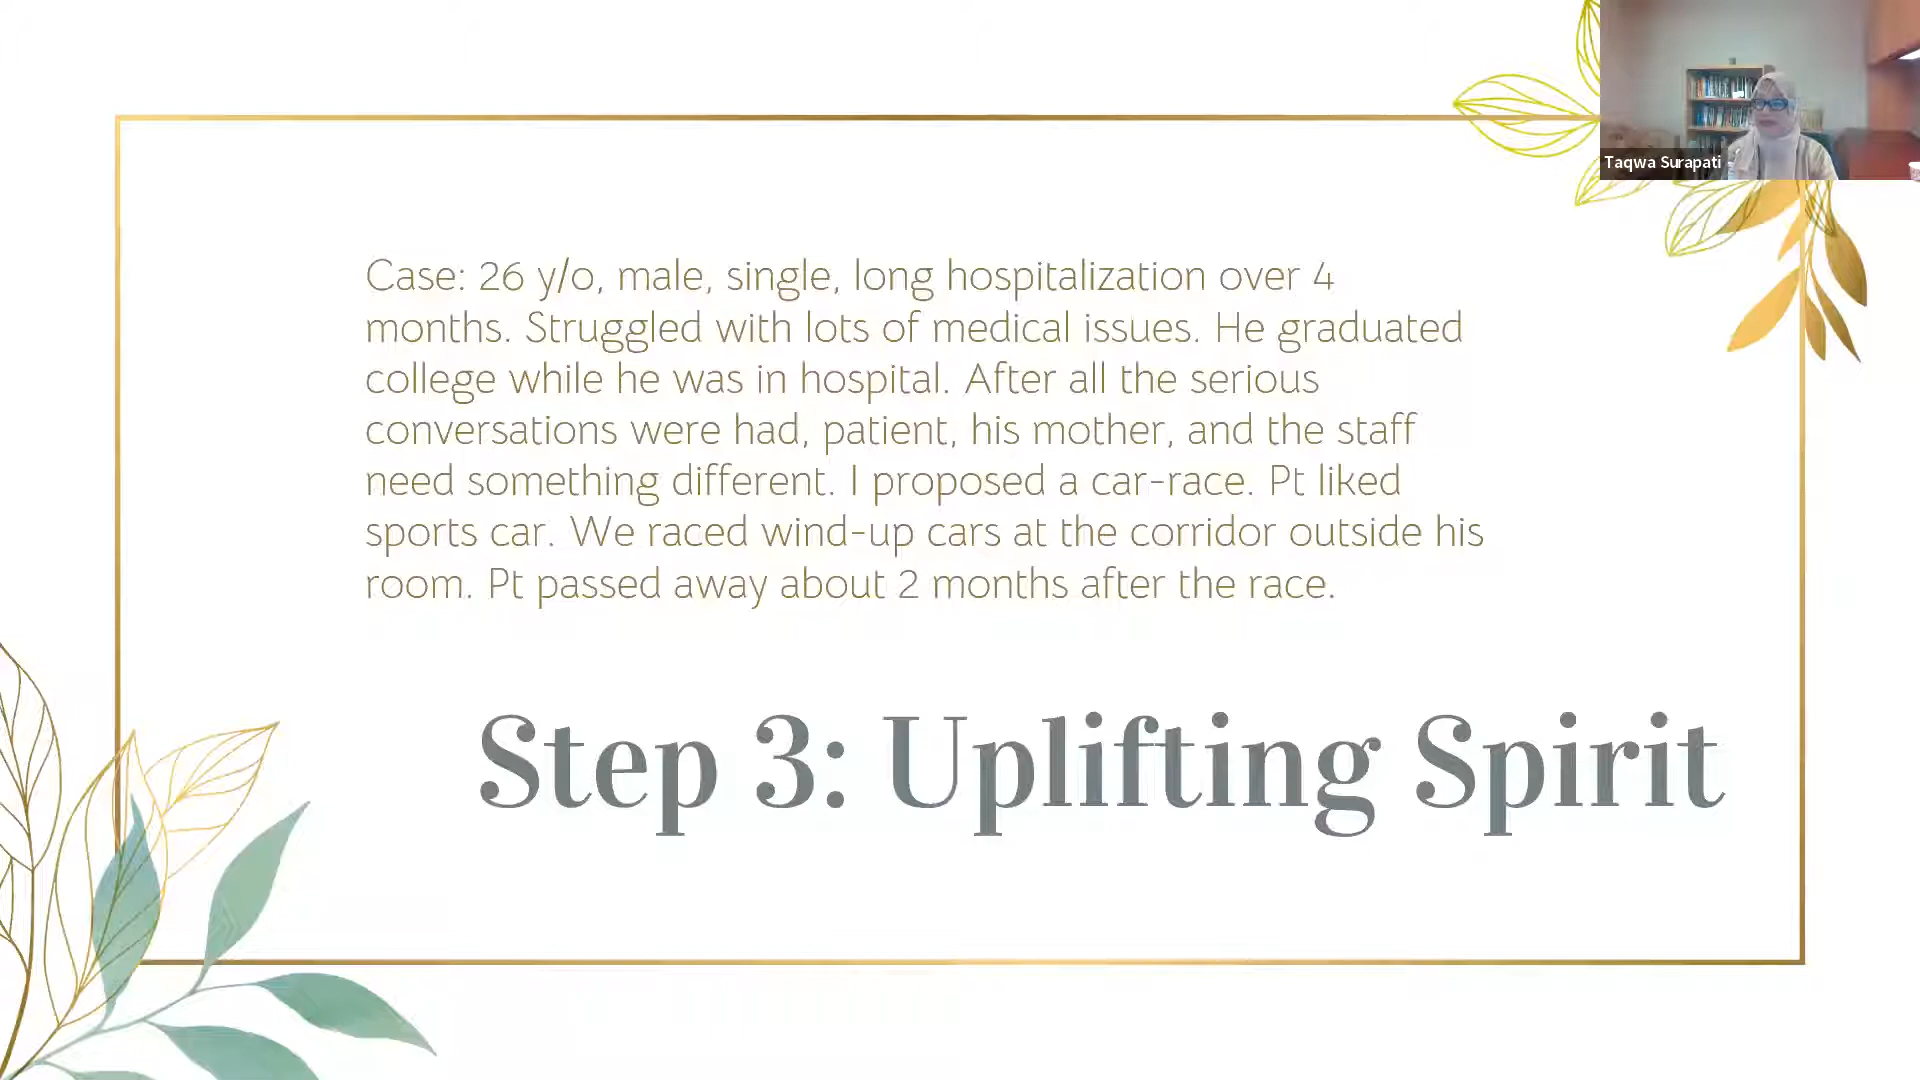 Taqwa Surapati
Case: 26 y/o, male, single, long hospitalization over 4
months. Struggled with lots of medical issues. He graduated
college while he was in hospital. After all the serious
conversations were had, patient, his mother, and the staff
need something different. I proposed a car-race. Pt liked
sports car. We raced wind-up cars at the corridor outside his
room. Pt passed away about 2 months after the race.
Step 3: Uplifting Spirit